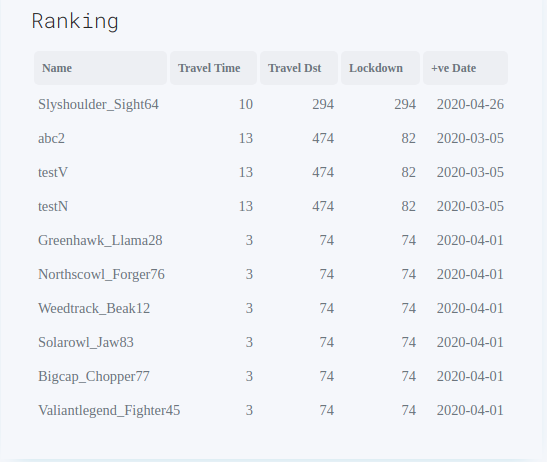 Ranking
Name Travel Time Travel Dst Lockdown +ve Date
Slyshoulder_Sight64 10 294 294 2020-04-26
abc2 13 474 82 2020-03-05
testV 13 474 82 2020-03-05
testN 13 474 82 2020-03-05
Greenhawk_Llama28 3 74 74 2020-04-01
Northscowl_Forger76 3 74 74 2020-04-01
Weedtrack_Beak12 3 74 74 2020-04-01
Solarowl_Jaw83 3 74 74 2020-04-01
Bigcap_Chopper77 3 74 74 2020-04-01
Valiantlegend_Fighter45 3 74 74 2020-04-01